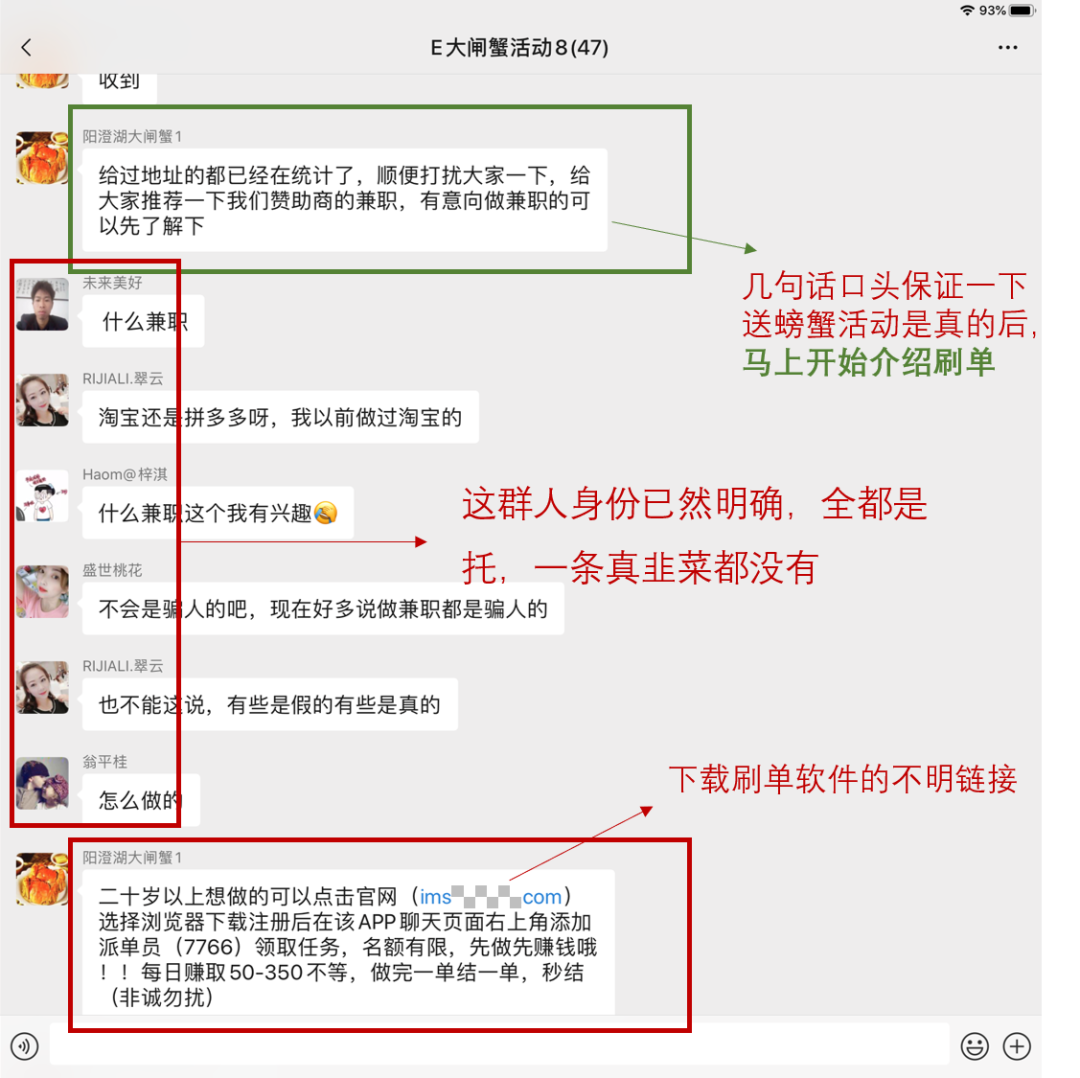 93%
E大闸蟹活动8(47)
收到
阳澄湖大闸蟹1
给过地址的都已经在统计了，顺便打扰大家一下，给
大家推荐一下我们赞助商的兼职，有意向做兼职的可
以先了解下
几句话口头保证一下
送螃蟹活动是真的后，
马上开始介绍刷单
未来美好
什么兼职
RIJIALI.翠云
淘宝还是拼多多呀，我以前做过淘宝的
Haom@梓淇
什么兼职这个我有兴趣
这群人身份已然明确，全都是
托，一条真韭菜都没有
盛世桃花
不会是骗人的吧，现在好多说做兼职都是骗人的
RIJIALI.翠云
也不能这说，有些是假的有些是真的
翁平桂
怎么做的
下载刷单软件的不明链接
阳澄湖大闸蟹1
二十岁以上想做的可以点击官网（ims com）
选择浏览器下载注册后在该APP聊天页面右上角添加
派单员（7766）领取任务，名额有限，先做先赚钱哦
！！每日赚取50-350不等，做完一单结一单，秒结
（非诚勿扰）